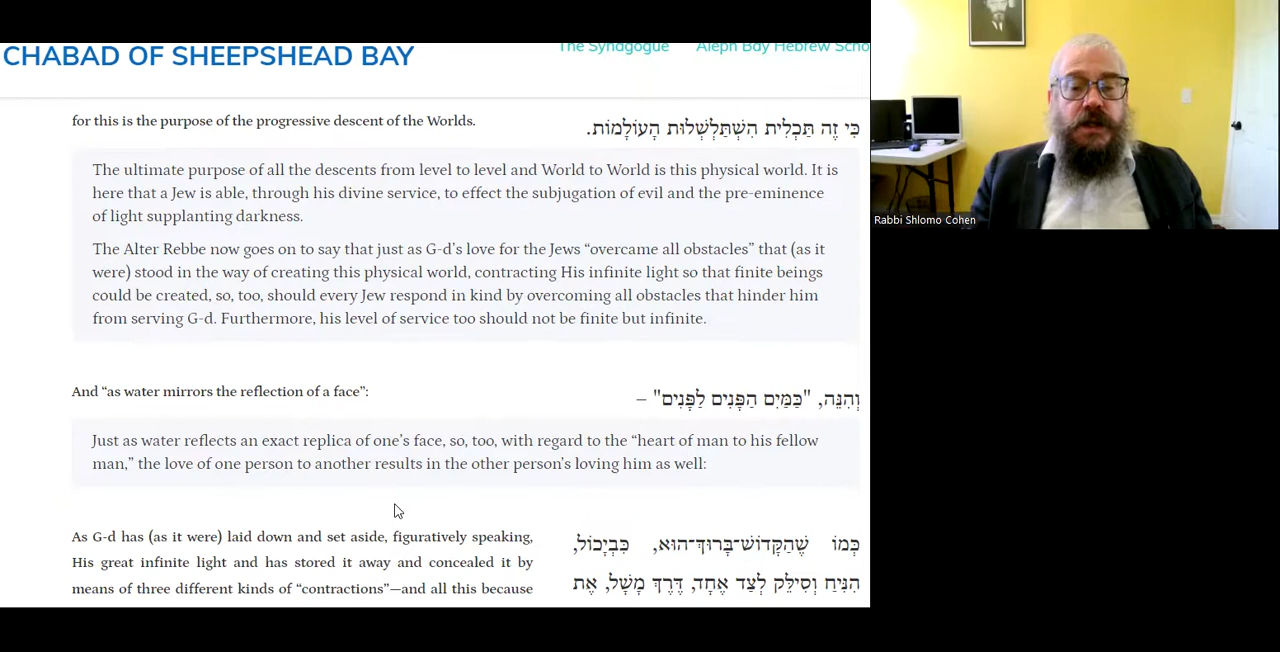 CHABAD OF SHEEPSHEAD BAY
The Synagogue Aleph Bay Hebrew Scho
for this is the purpose of the progressive descent of the Worlds.
כִּי זֶה תַּכְלִית הִשְׁתַּלְשְׁלוּת הָעוֹלָמוֹת.
The ultimate purpose of all the descents from level to level and World to World is this physical world. It is
here that a Jew is able, through his divine service, to effect the subjugation of evil and the pre-eminence
of light supplanting darkness.
The Alter Rebbe now goes on to say that just as G-d’s love for the Jews “overcame all obstacles” that (as it
were) stood in the way of creating this physical world, contracting His infinite light so that finite beings
could be created, so, too, should every Jew respond in kind by overcoming all obstacles that hinder him
from serving G-d. Furthermore, his level of service too should not be finite but infinite.
And “as water mirrors the reflection of a face”:
וְהִנֵּה, "כַּמַּיִם הַפָּנִים לַפָּנִים" –
Just as water reflects an exact replica of one’s face, so, too, with regard to the “heart of man to his fellow
man,” the love of one person to another results in the other person’s loving him as well:
As G-d has (as it were) laid down and set aside, figuratively speaking,
His great infinite light and has stored it away and concealed it by
means of three different kinds of “contractions”—and all this because
כְּמוֹ שֶׁהַקָּדוֹשׁ־בָּרוּךְ־הוּא, כִּבְיָכוֹל,
הִנִּיחַ וְסִילֵּק לְצַד אֶחָד, דֶּרֶךְ מָשָׁל, אֶת
Rabbi Shlomo Cohen